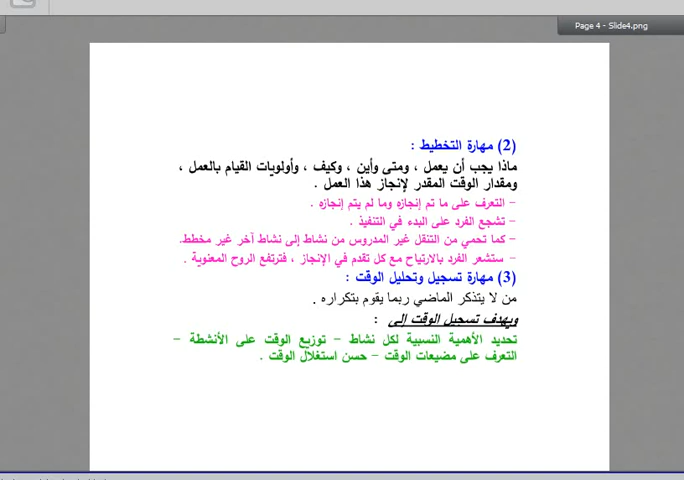 Page 4 - Slide4.png
(2) مهارة التخطيط :
ماذا يجب أن يعمل ، ومتى وأين ، وكيف ، وأولويات القيام بالعمل ،
ومقدار الوقت المقدر لإنجاز هذا العمل .
- التعرف على ما تم إنجازه وما لم يتم إنجازه .
- تشجع الفرد على البدء في التنفيذ .
- كما تحمي من التنقل غير المدروس من نشاط إلى نشاط آخر غير مخطط.
- ستشعر الفرد بالارتياح مع كل تقدم في الإنجاز ، فترتفع الروح المعنوية .
(3) مهارة تسجيل وتحليل الوقت :
من لا يتذكر الماضي ربما يقوم بتكراره .
ويهدف تسجيل الوقت إلى :
تحديد الأهمية النسبية لكل نشاط – توزيع الوقت على الأنشطة –
التعرف على مضيعات الوقت – حسن استغلال الوقت .